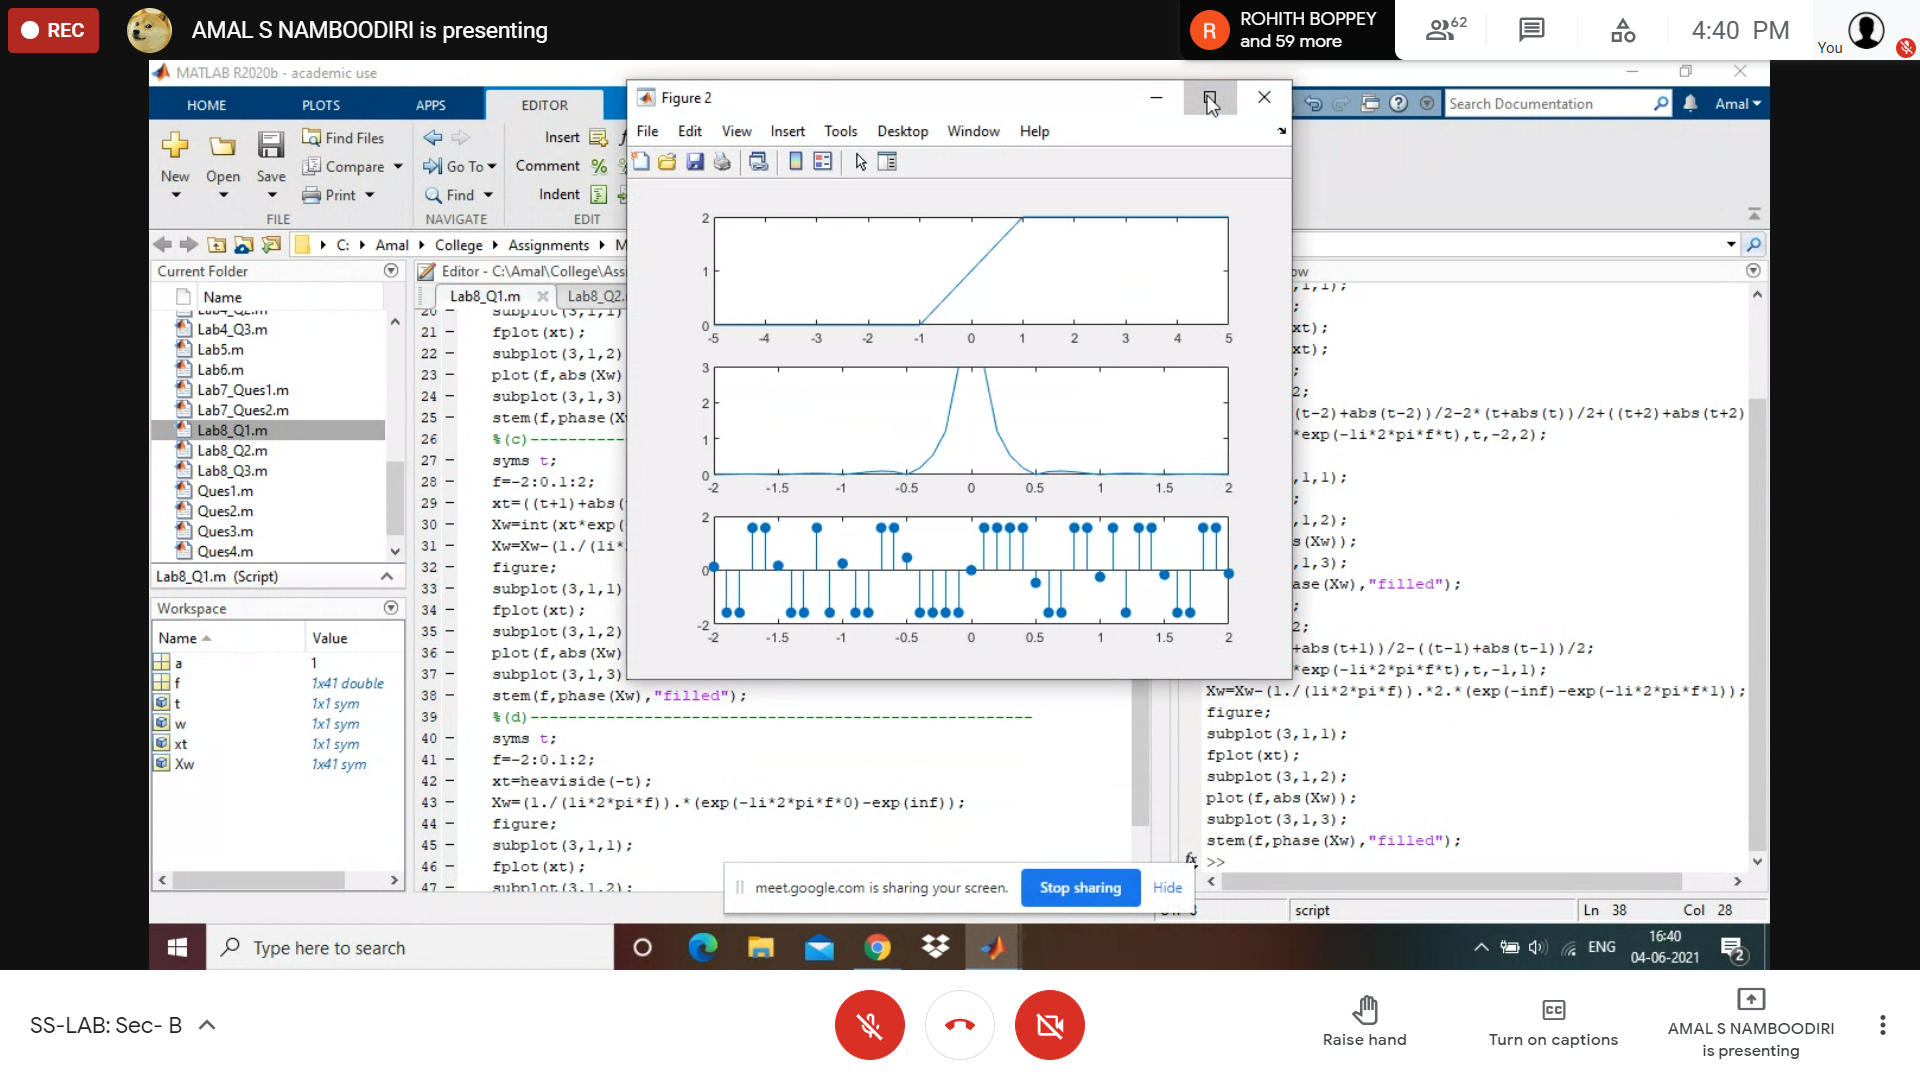 REC
AMAL S NAMBOODIRI is presenting
R
ROHITH BOPPEY
and 59 more
62
4:40 PM
You
MATLAB R2020b - academic use
HOME PLOTS APPS EDITOR
Search Documentation
Amal
New
Open
Save
Find Files
Compare
Print
FILE
Go To
Find
NAVIGATE
Insert
Comment
Indent
EDIT
C: Amal College Assignments
Current Folder
Name
Lab4_Q2.m
Lab4_Q3.m
Lab5.m
Lab6.m
Lab7_Ques1.m
Lab7_Ques2.m
Lab8_Q1.m
Lab8_Q2.m
Lab8_Q3.m
Ques1.m
Ques2.m
Ques3.m
Ques4.m
Lab8_Q1.m (Script)
Workspace
Name Value
a 1
f 1x41 double
t 1x1 sym
w 1x1 sym
xt 1x1 sym
Xw 1x41 sym
Editor - C:\Amal\College\Assi
Lab8_Q1.m Lab8_Q2.
20 subplot(3,1,1)
21 fplot(xt);
22 subplot(3,1,2)
23 plot(f,abs(Xw)
24 subplot(3,1,3)
25 stem(f,phase(X
26 %(c)----------
27 syms t;
28 f=-2:0.1:2;
29 xt=((t+1)+abs(
30 Xw=int(xt*exp(
31 Xw=Xw-(1./(1i*
32 figure;
33 subplot(3,1,1)
34 fplot(xt);
35 subplot(3,1,2)
36 plot(f,abs(Xw)
37 subplot(3,1,3)
38 stem(f,phase(Xw),"filled");
39 %(d)----------------------------------------------------
40 syms t;
41 f=-2:0.1:2;
42 xt=heaviside(-t);
43 Xw=(1./(1i*2*pi*f)).*(exp(-1i*2*pi*f*0)-exp(inf));
44 figure;
45 subplot(3,1,1);
46 fplot(xt);
47 subplot(3,1,2);
Figure 2
File Edit View Insert Tools Desktop Window Help
2
1
0
-5 -4 -3 -2 -1 0 1 2 3 4 5
3
2
1
0
-2 -1.5 -1 -0.5 0 0.5 1 1.5 2
2
0
-2
-2 -1.5 -1 -0.5 0 0.5 1 1.5 2
ow
,1,1);
;
xt);
xt);
;
2;
(t-2)+abs(t-2))/2-2*(t+abs(t))/2+((t+2)+abs(t+2)
*exp(-1i*2*pi*f*t),t,-2,2);
,1,1);
;
,1,2);
s(Xw));
,1,3);
ase(Xw),"filled");
;
2;
+abs(t+1))/2-((t-1)+abs(t-1))/2;
*exp(-1i*2*pi*f*t),t,-1,1);
Xw=Xw-(1./(1i*2*pi*f)).*2.*(exp(-inf)-exp(-1i*2*pi*f*1));
figure;
subplot(3,1,1);
fplot(xt);
subplot(3,1,2);
plot(f,abs(Xw));
subplot(3,1,3);
stem(f,phase(Xw),"filled");
fx >>
meet.google.com is sharing your screen. Stop sharing Hide
script Ln 38 Col 28
Type here to search
ENG
16:40
04-06-2021
2
SS-LAB: Sec- B
Raise hand
Turn on captions
AMAL S NAMBOODIRI
is presenting